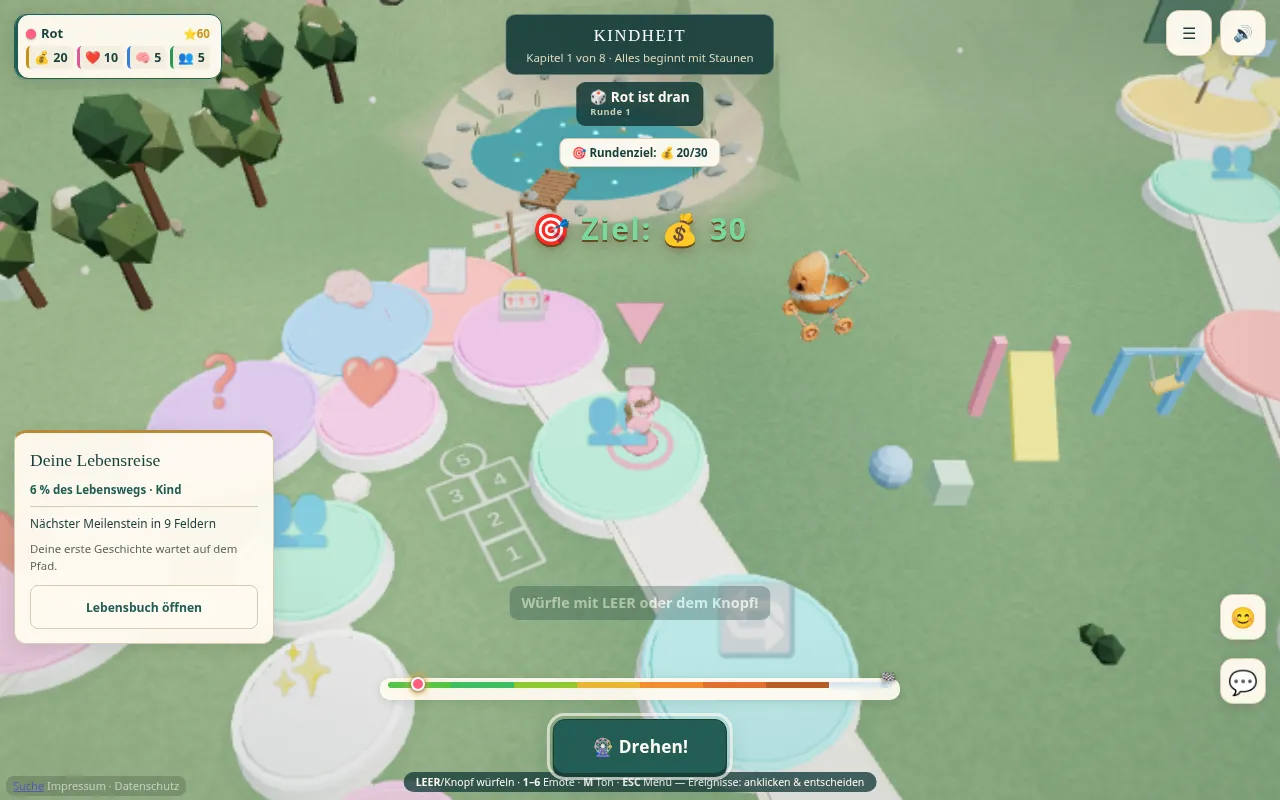 Rot
⭐60
💰 20 ❤️ 10 🧠 5 👥 5
KINDHEIT
Kapitel 1 von 8 · Alles beginnt mit Staunen
🎲 Rot ist dran
Runde 1
🎯 Rundenziel: 💰 20/30
🎯 Ziel: 💰 30
?
5
3 4
2
1
Deine Lebensreise
6 % des Lebenswegs · Kind
Nächster Meilenstein in 9 Feldern
Deine erste Geschichte wartet auf dem
Pfad.
Lebensbuch öffnen
Würfle mit LEER oder dem Knopf!
Drehen!
LEER/Knopf würfeln · 1–6 Emote · M Ton · ESC Menü — Ereignisse: anklicken & entscheiden
Suche Impressum · Datenschutz